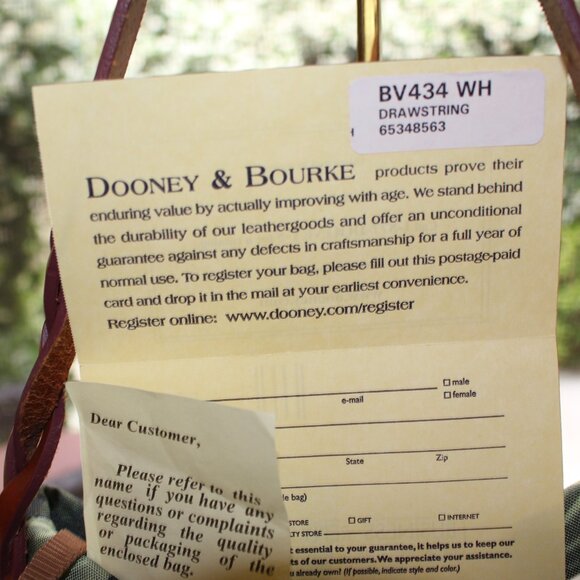 BV434 WH
DRAWSTRING
65348563
DOONEY & BOURKE products prove their
enduring value by actually improving with age. We stand behind
the durability of our leathergoods and offer an unconditional
guarantee against any defects in craftsmanship for a full year of
normal use. To register your bag, please fill out this postage-paid
card and drop it in the mail at your earliest convenience.
Register online: www.dooney.com/register
male
e-mail female
State Zip
le bag)
STORE GIFT INTERNET
TY STORE
t essential to your guarantee, it helps us to keep our
ts of our customers. We appreciate your assistance.
u already own? (If possible, indicate style and color.)
Dear Customer,
Please refer to this
name if you have any
questions or complaints
regarding the quality
or packaging of the
enclosed bag.